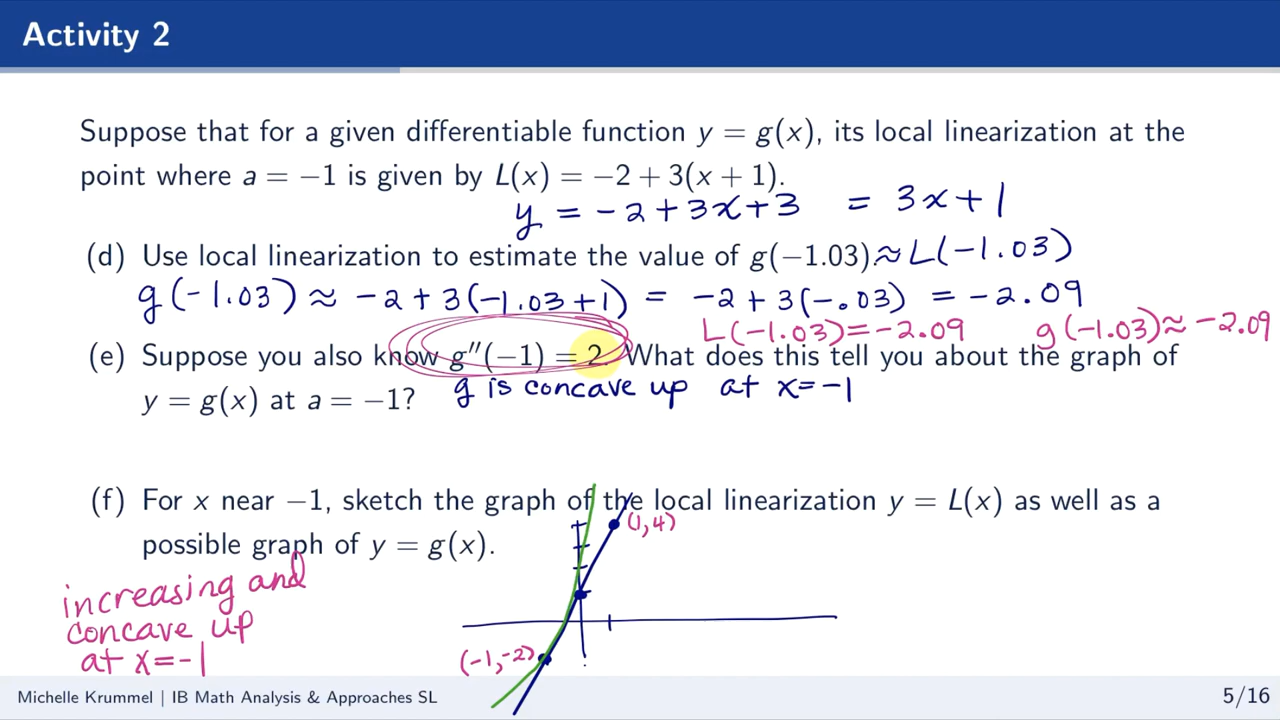 Activity 2
Suppose that for a given differentiable function y = g(x), its local linearization at the
point where a = −1 is given by L(x) = −2 + 3(x + 1).
y = -2 + 3x + 3 = 3x + 1
(d) Use local linearization to estimate the value of g(−1.03). ≈ L(-1.03)
g(-1.03) ≈ -2 + 3(-1.03+1) = -2 + 3(-.03) = -2.09
L(-1.03) = -2.09 g(-1.03) ≈ -2.09
(e) Suppose you also know g″(−1) = 2. What does this tell you about the graph of
g is concave up at x = -1
y = g(x) at a = −1?
(f) For x near −1, sketch the graph of the local linearization y = L(x) as well as a
(1,4)
possible graph of y = g(x).
increasing and
concave up
at x = -1
(-1,-2)
Michelle Krummel | IB Math Analysis & Approaches SL
5/16